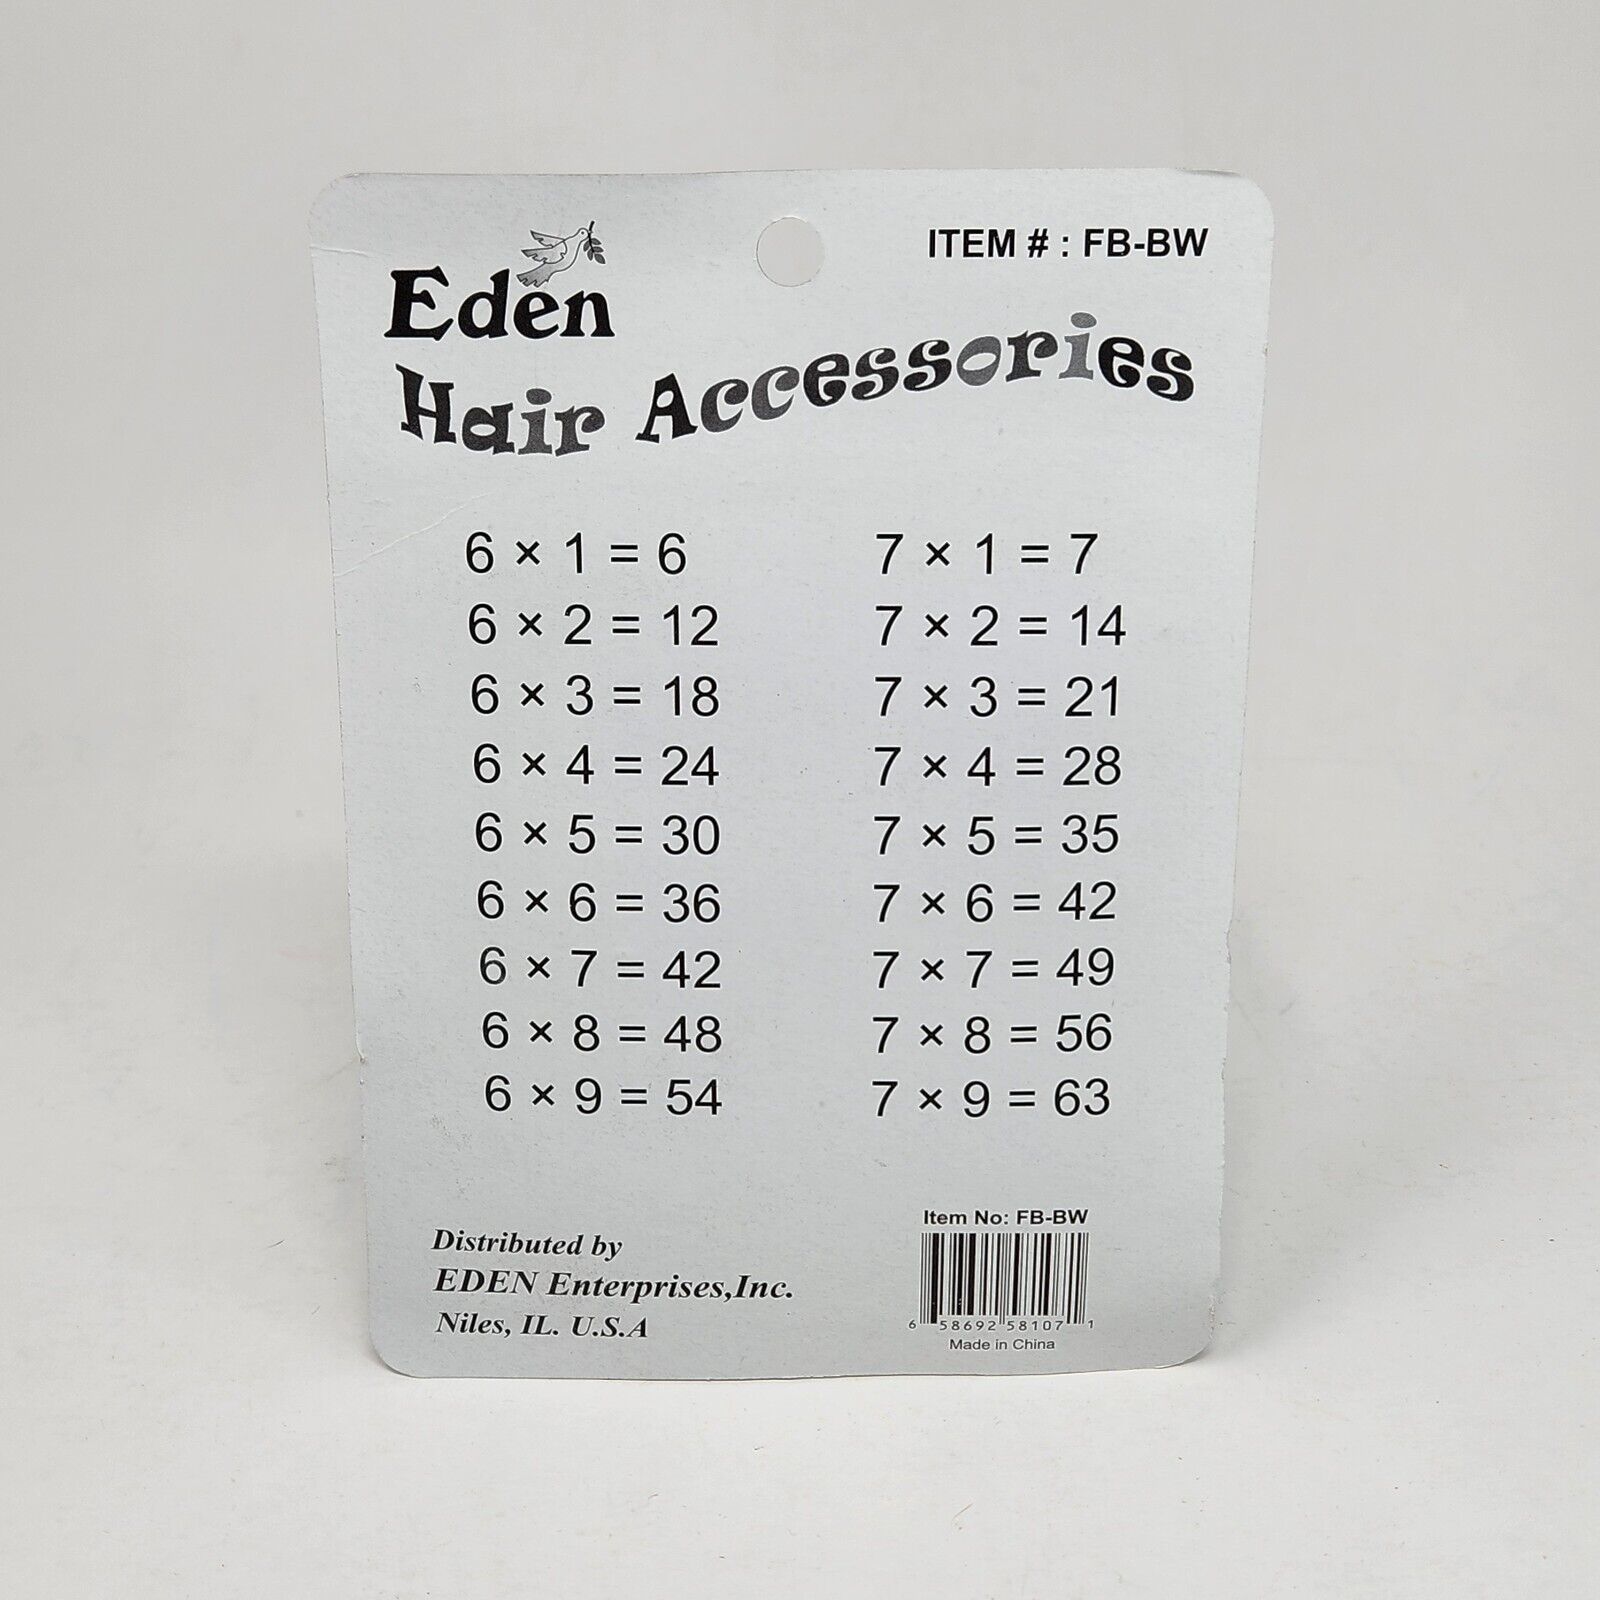 ITEM # : FB-BW
Eden
Hair Accessories
6 × 1 = 6
6 × 2 = 12
6 × 3 = 18
6 × 4 = 24
6 × 5 = 30
6 × 6 = 36
6 × 7 = 42
6 × 8 = 48
6 × 9 = 54
7 × 1 = 7
7 × 2 = 14
7 × 3 = 21
7 × 4 = 28
7 × 5 = 35
7 × 6 = 42
7 × 7 = 49
7 × 8 = 56
7 × 9 = 63
Distributed by
EDEN Enterprises,Inc.
Niles, IL. U.S.A
Item No: FB-BW
6 58692 58107 1
Made in China